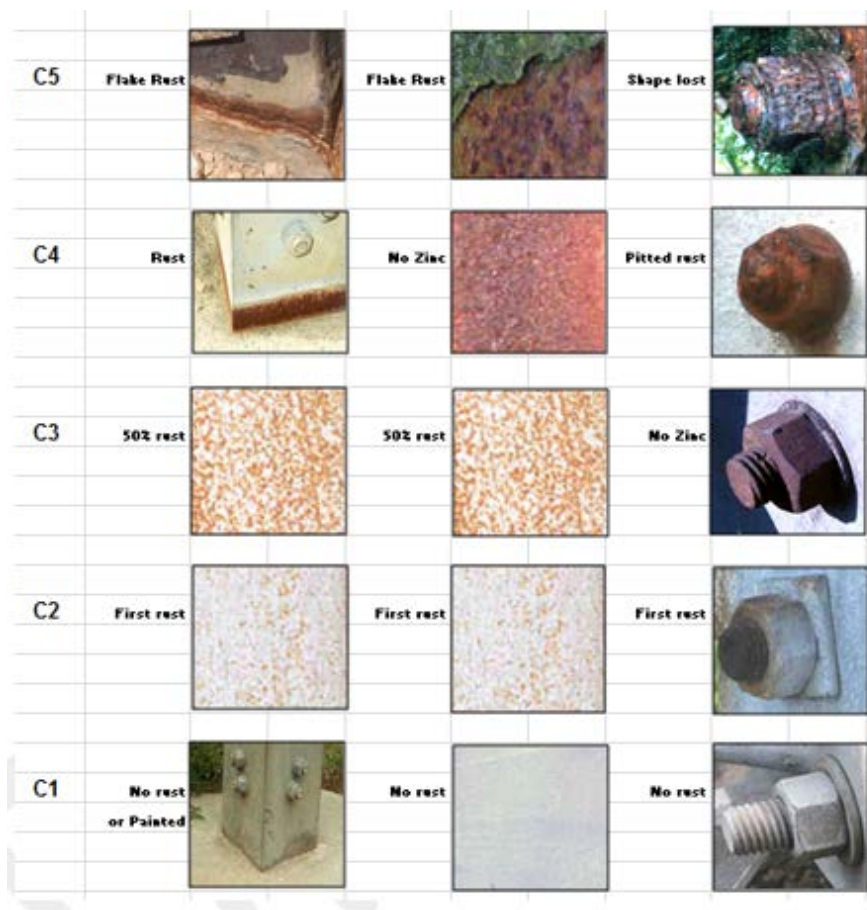 C5 Flake Rust Flake Rust Shape lost
C4 Rust No Zinc Pitted rust
C3 50% rust 50% rust No Zinc
C2 First rust First rust First rust
C1 No rust No rust No rust
or Painted